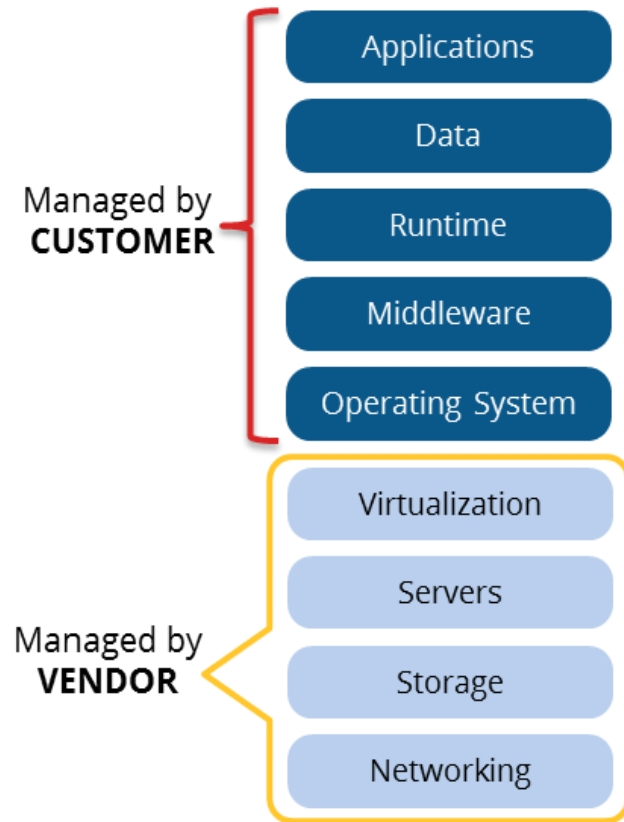 Applications
Data
Runtime
Middleware
Operating System
Managed by
CUSTOMER
Virtualization
Servers
Storage
Networking
Managed by
VENDOR